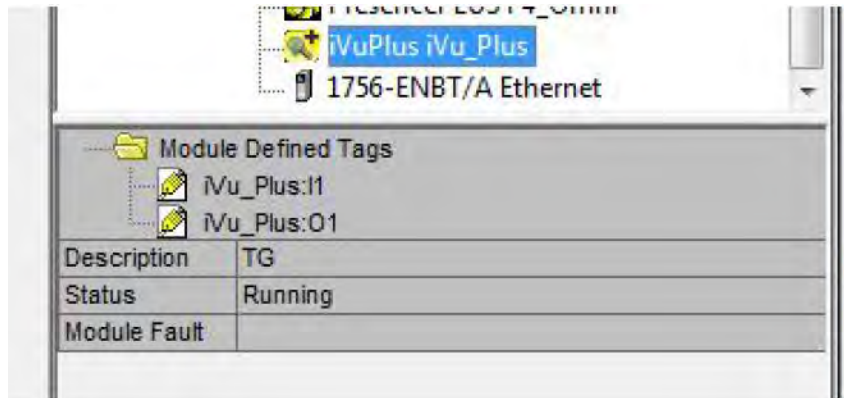 iVuPlus iVu_Plus
1756-ENBT/A Ethernet
Module Defined Tags
iVu_Plus:I1
iVu_Plus:O1
Description TG
Status Running
Module Fault